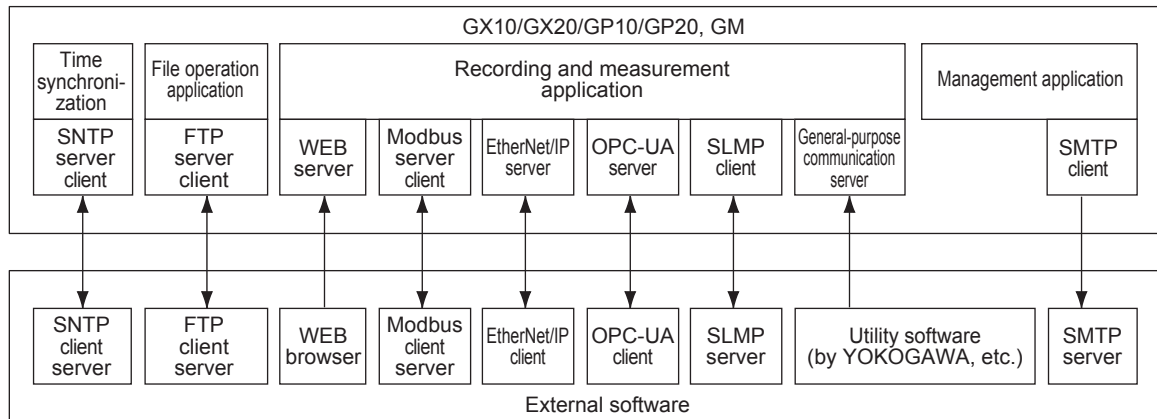 GX10/GX20/GP10/GP20, GM
Time
synchroni-
zation
File operation
application
Recording and measurement
application
Management application
SNTP
server
client
FTP
server
client
WEB
server
Modbus
server
client
EtherNet/IP
server
OPC-UA
server
SLMP
client
General-purpose
communication
server
SMTP
client
SNTP
client
server
FTP
client
server
WEB
browser
Modbus
client
server
EtherNet/IP
client
OPC-UA
client
SLMP
server
Utility software
(by YOKOGAWA, etc.)
SMTP
server
External software